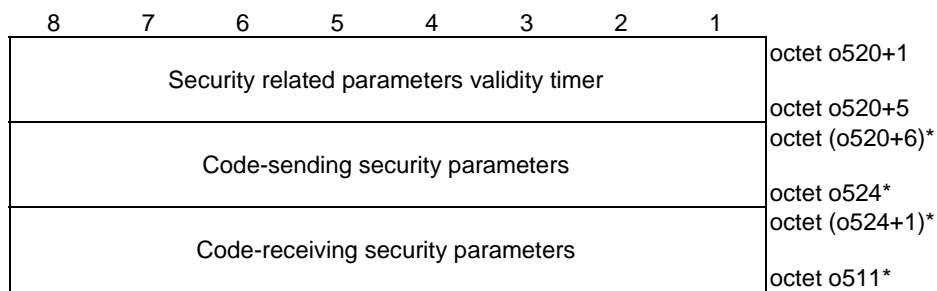 8 7 6 5 4 3 2 1
octet o520+1
Security related parameters validity timer
octet o520+5
octet (o520+6)*
Code-sending security parameters
octet o524*
octet (o524+1)*
Code-receiving security parameters
octet o511*